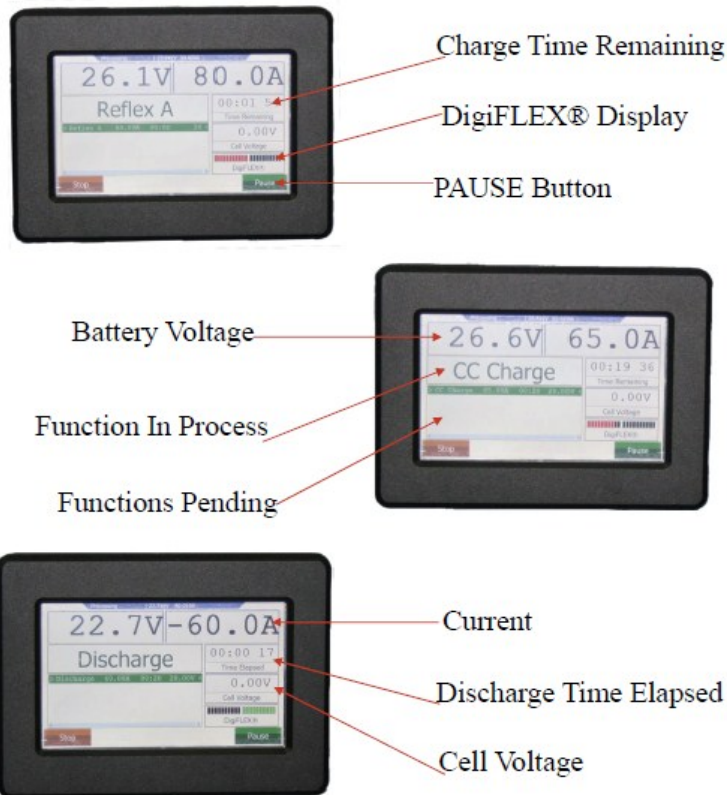 26.1V 80.0A
Reflex A
00:01 5
Time Remaining
0.00V
Cell Voltage
DigiFLEX®
Stop
Pause
Charge Time Remaining
DigiFLEX® Display
PAUSE Button
Battery Voltage
Function In Process
Functions Pending
26.6V 65.0A
CC Charge
00:19 36
Time Remaining
0.00V
Cell Voltage
DigiFLEX®
Stop
Pause
22.7V -60.0A
Discharge
00:00 17
Time Elapsed
0.00V
Cell Voltage
DigiFLEX®
Stop
Pause
Current
Discharge Time Elapsed
Cell Voltage